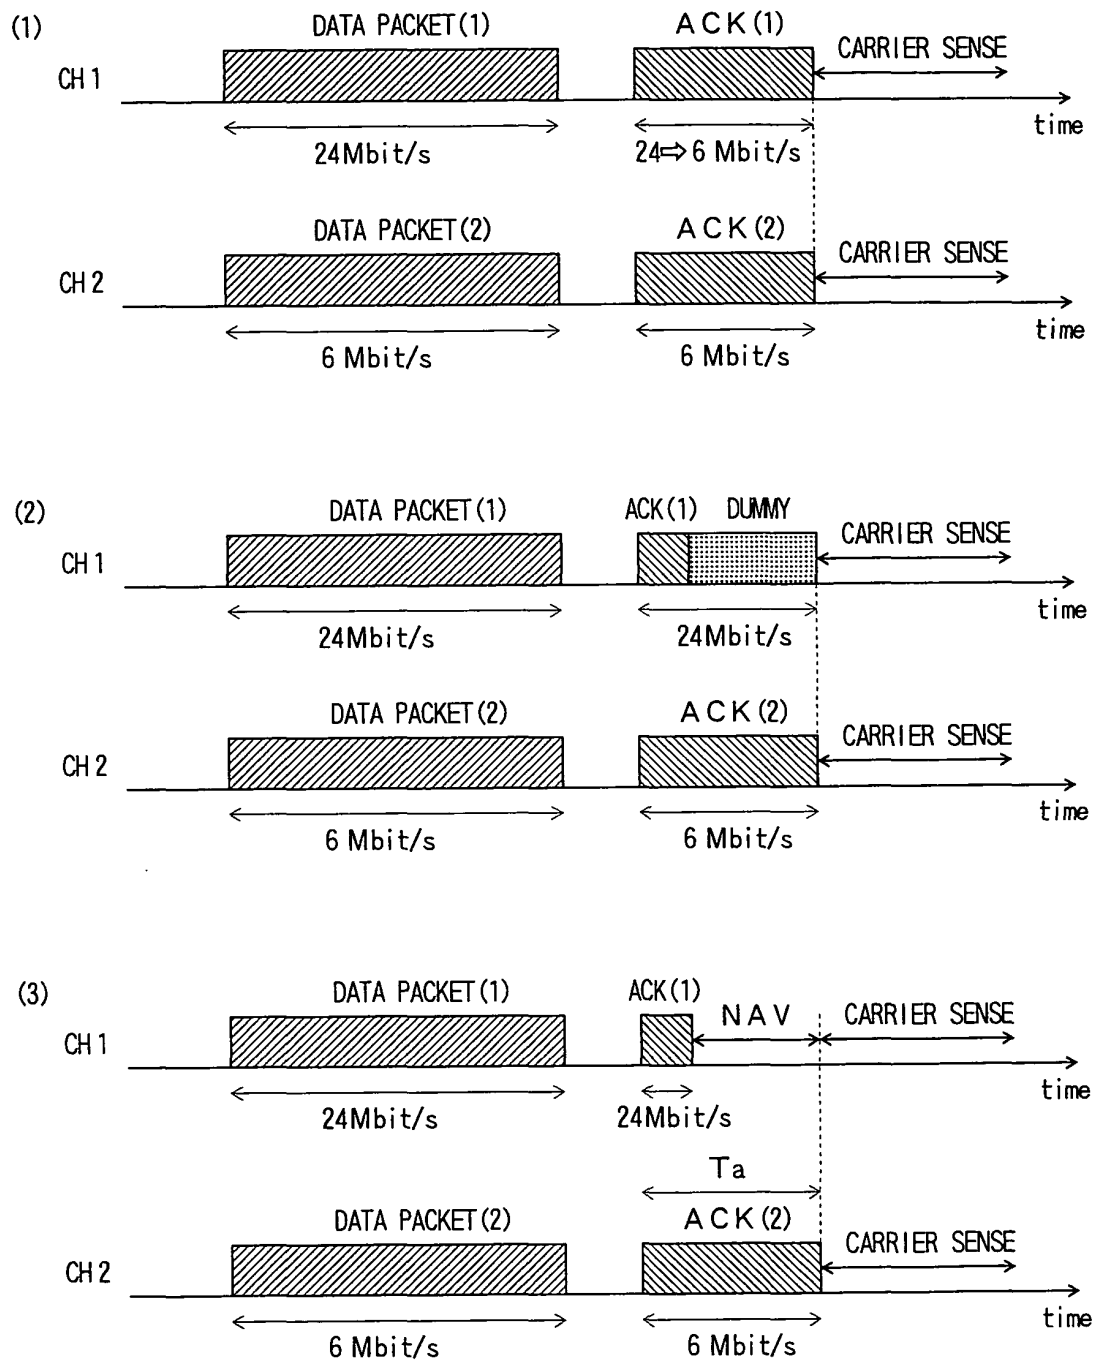 (1)
DATA PACKET(1)
ACK(1)
CARRIER SENSE
CH1
time
24Mbit/s
24⇒6 Mbit/s
DATA PACKET(2)
ACK(2)
CARRIER SENSE
CH2
time
6 Mbit/s
6 Mbit/s
(2)
DATA PACKET(1)
ACK(1)
DUMMY
CARRIER SENSE
CH1
time
24Mbit/s
24Mbit/s
DATA PACKET(2)
ACK(2)
CARRIER SENSE
CH2
time
6 Mbit/s
6 Mbit/s
(3)
DATA PACKET(1)
ACK(1)
NAV
CARRIER SENSE
CH1
time
24Mbit/s
24Mbit/s
Ta
DATA PACKET(2)
ACK(2)
CARRIER SENSE
CH2
time
6 Mbit/s
6 Mbit/s